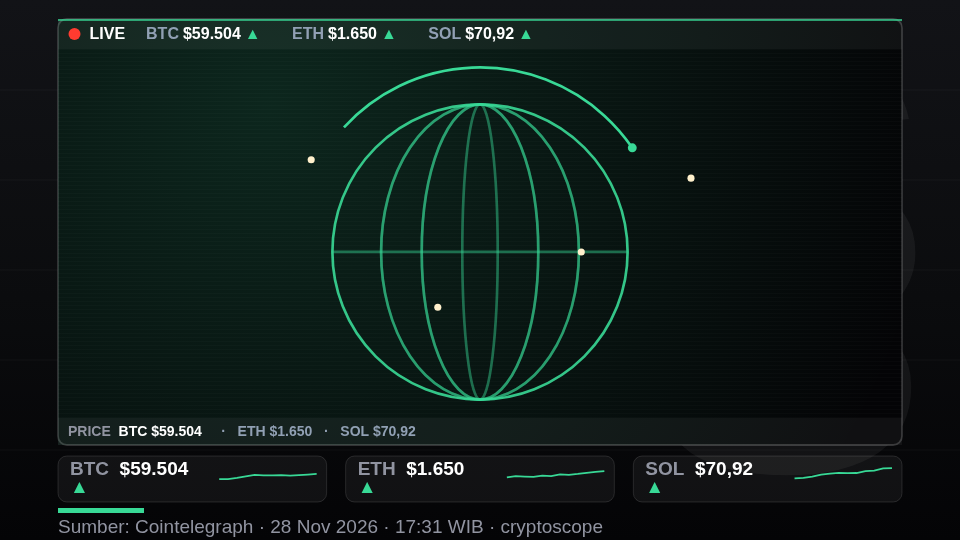 LIVE BTC $59.504 ▲ ETH $1.650 ▲ SOL $70,92 ▲
PRICE BTC $59.504 · ETH $1.650 · SOL $70,92
BTC $59.504 ▲
ETH $1.650 ▲
SOL $70,92 ▲
Sumber: Cointelegraph · 28 Nov 2026 · 17:31 WIB · cryptoscope